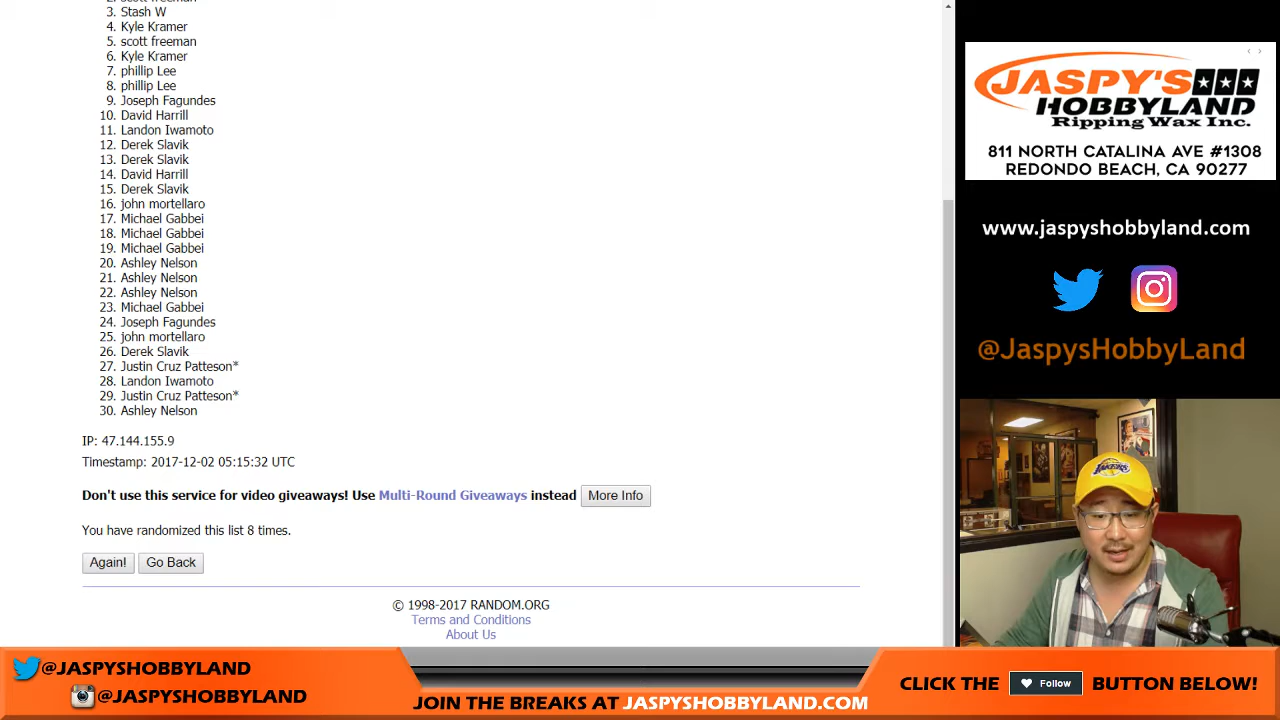 3. Stash W
4. Kyle Kramer
5. scott freeman
6. Kyle Kramer
7. phillip Lee
8. phillip Lee
9. Joseph Fagundes
10. David Harrill
11. Landon Iwamoto
12. Derek Slavik
13. Derek Slavik
14. David Harrill
15. Derek Slavik
16. john mortellaro
17. Michael Gabbei
18. Michael Gabbei
19. Michael Gabbei
20. Ashley Nelson
21. Ashley Nelson
22. Ashley Nelson
23. Michael Gabbei
24. Joseph Fagundes
25. john mortellaro
26. Derek Slavik
27. Justin Cruz Patteson*
28. Landon Iwamoto
29. Justin Cruz Patteson*
30. Ashley Nelson
IP: 47.144.155.9
Timestamp: 2017-12-02 05:15:32 UTC
Don't use this service for video giveaways! Use Multi-Round Giveaways instead More Info
You have randomized this list 8 times.
Again! Go Back
© 1998-2017 RANDOM.ORG
Terms and Conditions
About Us
JASPY'S
HOBBYLAND
Ripping Wax Inc.
811 NORTH CATALINA AVE #1308
REDONDO BEACH, CA 90277
www.jaspyshobbyland.com
@JaspysHobbyLand
LAKERS
@JASPYSHOBBYLAND
@JASPYSHOBBYLAND
JOIN THE BREAKS AT JASPYSHOBBYLAND.COM
CLICK THE Follow BUTTON BELOW!